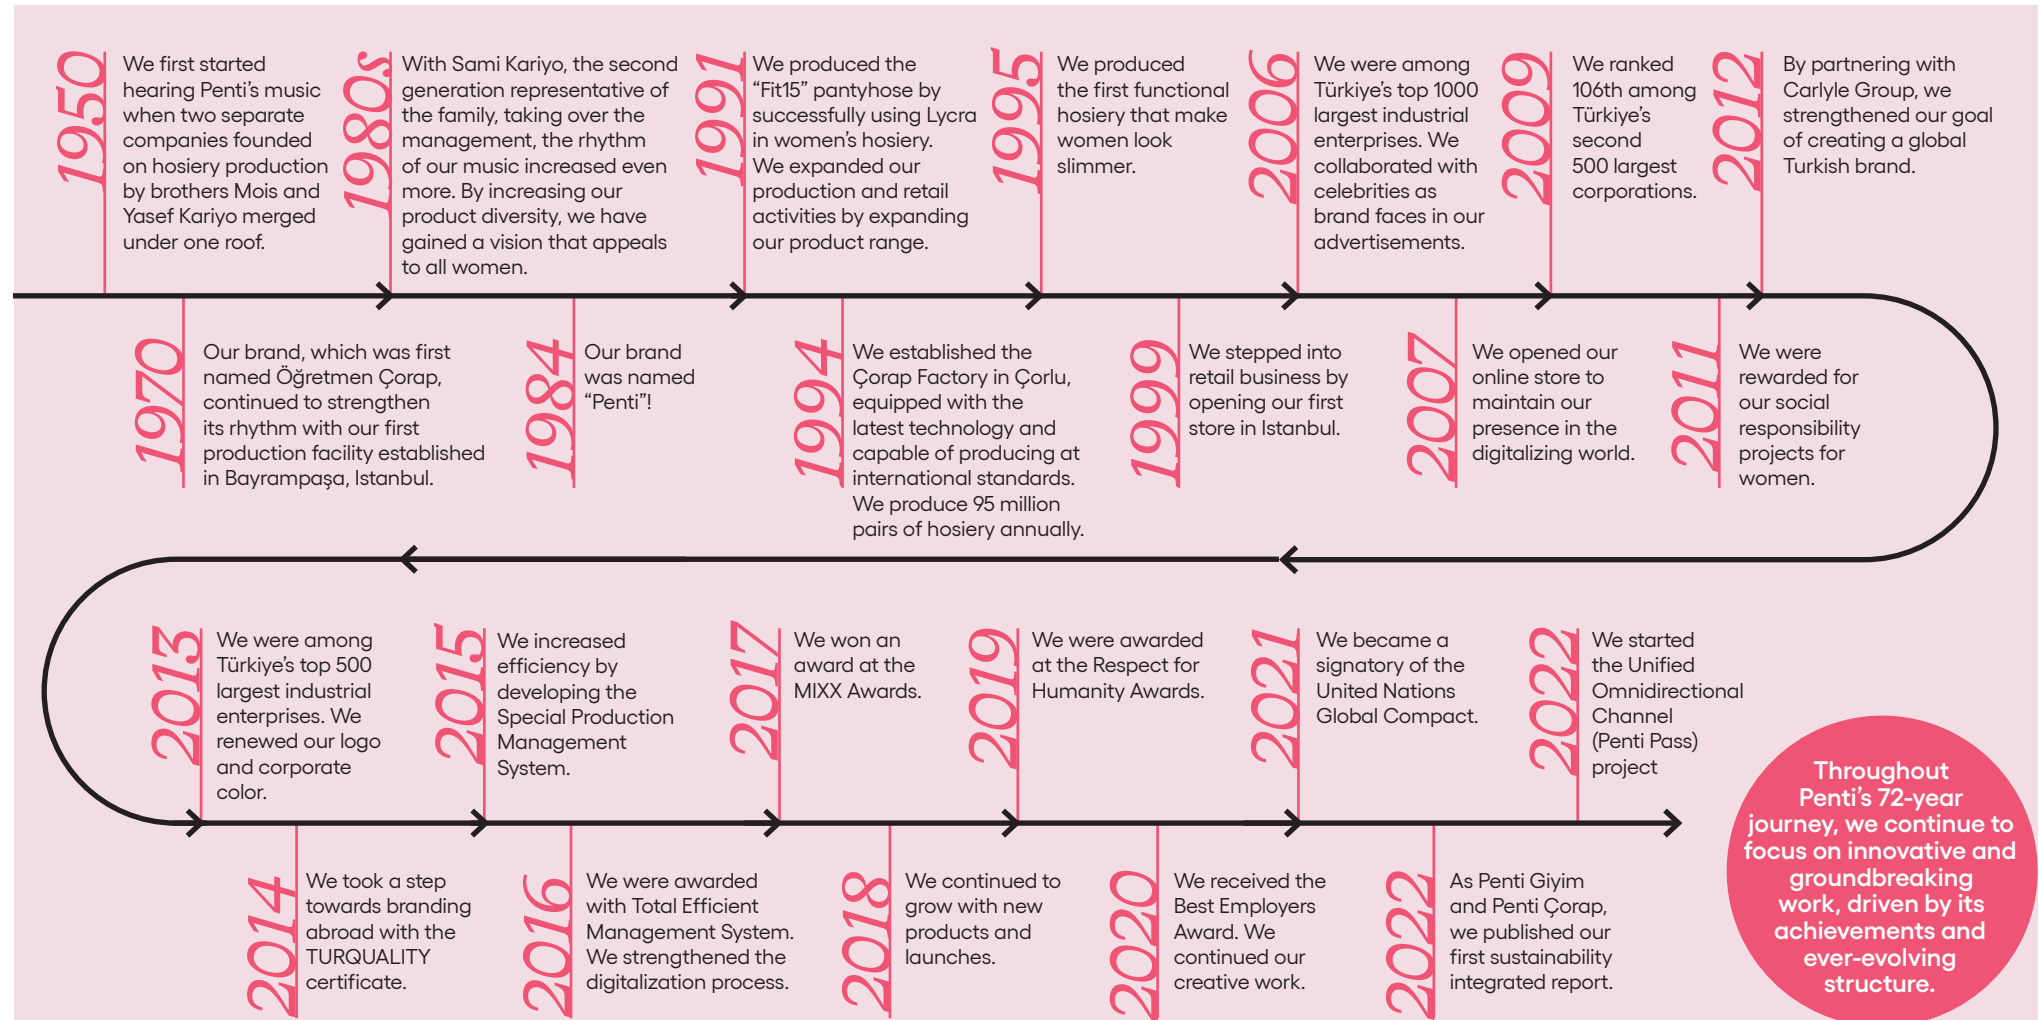 1950
We first started
hearing Penti's music
when two separate
companies founded
on hosiery production
by brothers Mois and
Yasef Kariyo merged
under one roof.
1970
Our brand, which was first
named Öğretmen Çorap,
continued to strengthen
its rhythm with our first
production facility established
in Bayrampaşa, Istanbul.
1980s
With Sami Kariyo, the second
generation representative of
the family, taking over the
management, the rhythm
of our music increased even
more. By increasing our
product diversity, we have
gained a vision that appeals
to all women.
1984
Our brand
was named
“Penti”!
1991
We produced the
“Fit15” pantyhose by
successfully using Lycra
in women's hosiery.
We expanded our
production and retail
activities by expanding
our product range.
1994
We established the
Çorap Factory in Çorlu,
equipped with the
latest technology and
capable of producing at
international standards.
We produce 95 million
pairs of hosiery annually.
1995
We produced
the first functional
hosiery that make
women look
slimmer.
1999
We stepped into
retail business by
opening our first
store in Istanbul.
2006
We were among
Türkiye's top 1000
largest industrial
enterprises. We
collaborated with
celebrities as
brand faces in our
advertisements.
2007
We opened our
online store to
maintain our
presence in the
digitalizing world.
2009
We ranked
106th among
Türkiye's
second
500 largest
corporations.
2011
We were
rewarded for
our social
responsibility
projects for
women.
2012
By partnering with
Carlyle Group, we
strengthened our goal
of creating a global
Turkish brand.
2013
We were among
Türkiye's top 500
largest industrial
enterprises. We
renewed our logo
and corporate
color.
2014
We took a step
towards branding
abroad with the
TURQUALITY
certificate.
2015
We increased
efficiency by
developing the
Special Production
Management
System.
2016
We were awarded
with Total Efficient
Management System.
We strengthened the
digitalization process.
2017
We won an
award at the
MIXX Awards.
2018
We continued to
grow with new
products and
launches.
2019
We were awarded
at the Respect for
Humanity Awards.
2020
We received the
Best Employers
Award. We
continued our
creative work.
2021
We became a
signatory of the
United Nations
Global Compact.
2022
As Penti Giyim
and Penti Çorap,
we published our
first sustainability
integrated report.
2022
We started
the Unified
Omnidirectional
Channel
(Penti Pass)
project
Throughout
Penti's 72-year
journey, we continue to
focus on innovative and
groundbreaking
work, driven by its
achievements and
ever-evolving
structure.